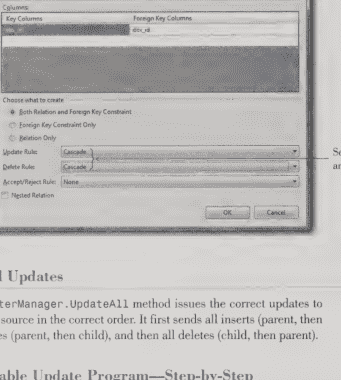 Columns:
Key Columns Foreign Key Columns
Choose what to create
Both Relation and Foreign Key Constraint
Foreign Key Constraint Only
Relation Only
Update Rule: Cascade
Delete Rule: Cascade
Accept/Reject Rule: None
Nested Relation
OK Cancel
Updates
terManager.UpdateAll method issues the correct updates to
source in the correct order. It first sends all inserts (parent, then
es (parent, then child), and then all deletes (child, then parent).
able Update Program—Step-by-Step